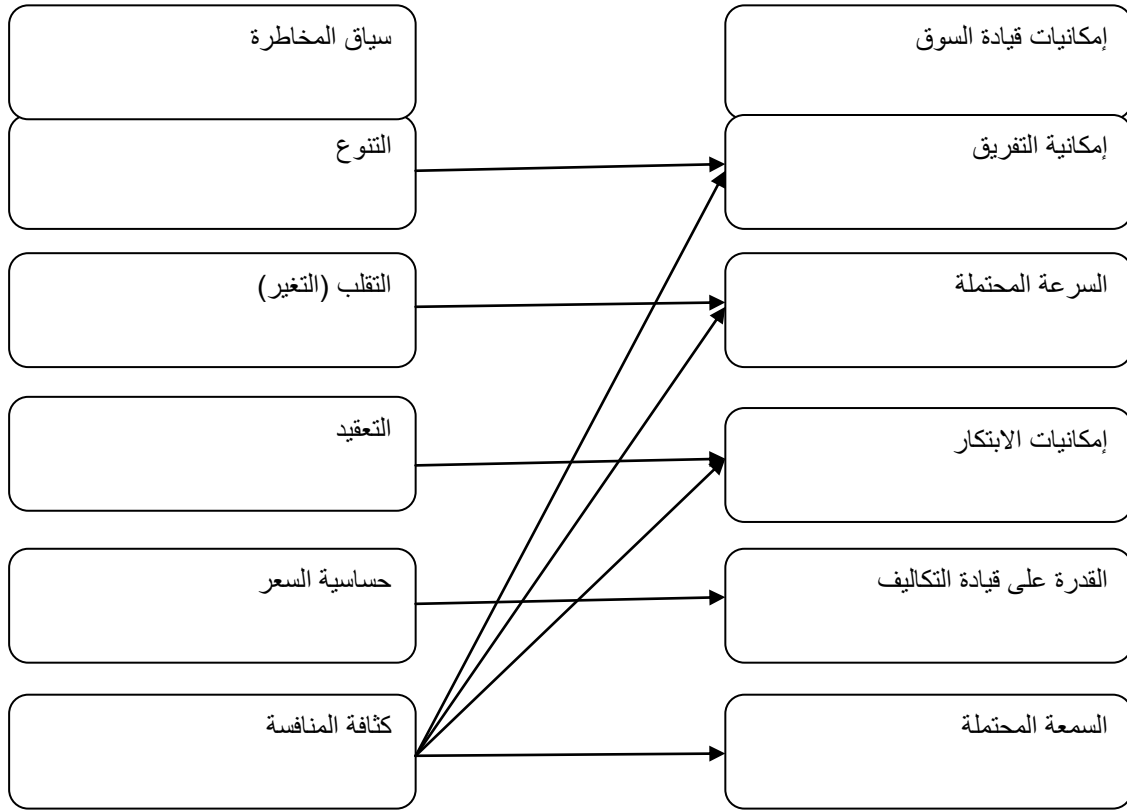 سياق المخاطرة
إمكانيات قيادة السوق
التنوع
إمكانية التفريق
التقلب (التغير)
السرعة المحتملة
التعقيد
إمكانيات الابتكار
حساسية السعر
القدرة على قيادة التكاليف
كثافة المنافسة
السمعة المحتملة